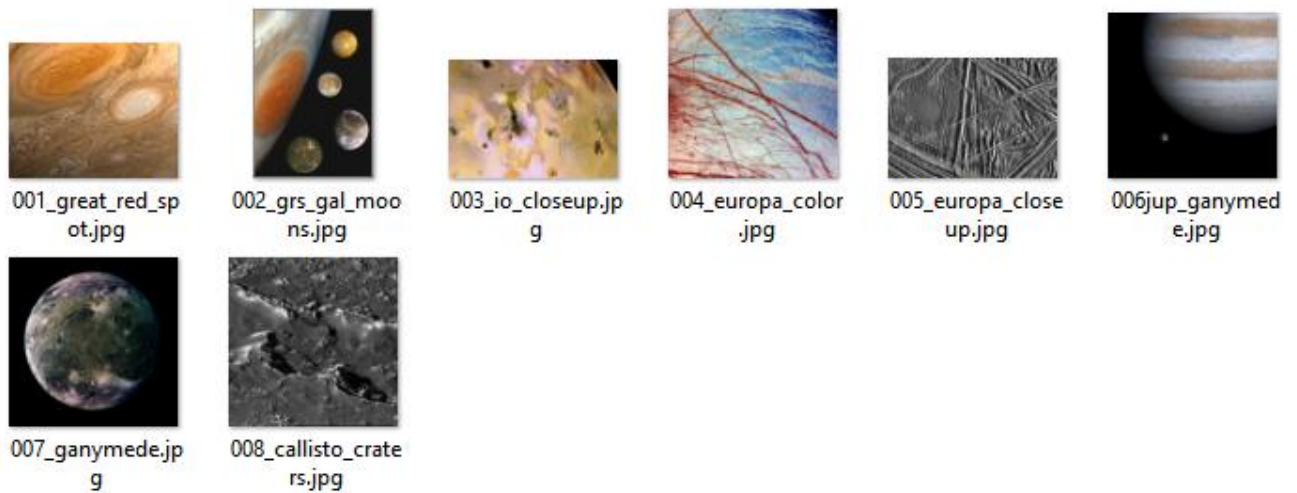 001_great_red_sp
ot.jpg
002_grs_gal_moo
ns.jpg
003_io_closeup.jp
g
004_europa_color
.jpg
005_europa_close
up.jpg
006jup_ganymed
e.jpg
007_ganymede.jp
g
008_callisto_crate
rs.jpg